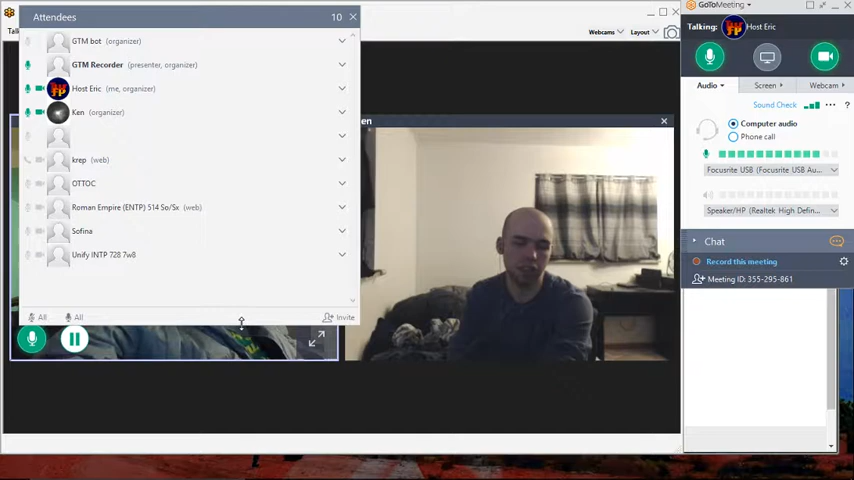 GoToMeeting
Attendees 10
Tal
Webcams Layout
Talking: Host Eric
GTM bot (organizer)
GTM Recorder (presenter, organizer)
Host Eric (me, organizer)
Ken (organizer)
krep (web)
OTTOC
Roman Empire (ENTP) 514 So/Sx (web)
Sofina
Unify INTP 728 7w8
All All Invite
en
Audio Screen Webcam
Sound Check ?
Computer audio
Phone call
Focusrite USB (Focusrite USB Au...
Speaker/HP (Realtek High Defin...
Chat
Record this meeting
Meeting ID: 355-295-861